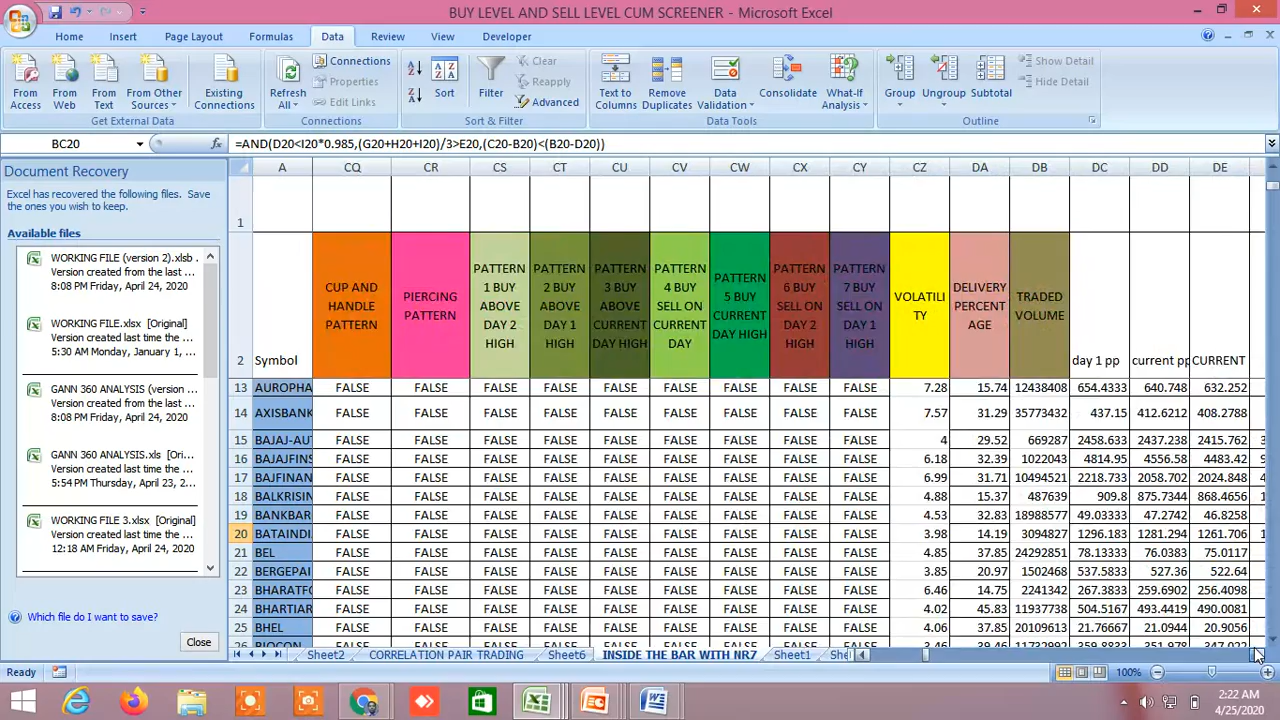 BUY LEVEL AND SELL LEVEL CUM SCREENER - Microsoft Excel
Home Insert Page Layout Formulas Data Review View Developer
From Access From Web From Text From Other Sources Existing Connections Refresh All Connections Properties Edit Links Sort Filter Clear Reapply Advanced Text to Columns Remove Duplicates Data Validation Consolidate What-If Analysis Group Ungroup Subtotal Show Detail Hide Detail
Get External Data Connections Sort & Filter Data Tools Outline
BC20 fx =AND(D20<I20*0.985,(G20+H20+I20)/3>E20,(C20-B20)<(B20-D20))
Document Recovery
Excel has recovered the following files. Save the ones you wish to keep.
Available files
WORKING FILE (version 2).xlsb ..
Version created from the last ...
8:08 PM Friday, April 24, 2020
WORKING FILE.xlsx [Original]
Version created last time the ...
5:30 AM Monday, January 1, ...
GANN 360 ANALYSIS (version ...
Version created from the last ...
8:08 PM Friday, April 24, 2020
GANN 360 ANALYSIS.xls [Ori...
Version created last time the ...
5:54 PM Thursday, April 23, 2...
WORKING FILE 3.xlsx [Original]
Version created last time the ...
12:18 AM Friday, April 24, 2020
Which file do I want to save?
Close
A CQ CR CS CT CU CV CW CX CY CZ DA DB DC DD DE
1
2 Symbol CUP AND HANDLE PATTERN PIERCING PATTERN PATTERN 1 BUY ABOVE DAY 2 HIGH PATTERN 2 BUY ABOVE DAY 1 HIGH PATTERN 3 BUY ABOVE CURRENT DAY HIGH PATTERN 4 BUY SELL ON CURRENT DAY PATTERN 5 BUY CURRENT DAY HIGH PATTERN 6 BUY SELL ON DAY 2 HIGH PATTERN 7 BUY SELL ON DAY 1 HIGH VOLATILI TY DELIVERY PERCENT AGE TRADED VOLUME day 1 pp current pp CURRENT
13 AUROPHA FALSE FALSE FALSE FALSE FALSE FALSE FALSE FALSE FALSE 7.28 15.74 12438408 654.4333 640.748 632.252
14 AXISBANK FALSE FALSE FALSE FALSE FALSE FALSE FALSE FALSE FALSE 7.57 31.29 35773432 437.15 412.6212 408.2788
15 BAJAJ-AUT FALSE FALSE FALSE FALSE FALSE FALSE FALSE FALSE FALSE 4 29.52 669287 2458.633 2437.238 2415.762 3
16 BAJAJFINS FALSE FALSE FALSE FALSE FALSE FALSE FALSE FALSE FALSE 6.18 32.39 1022043 4814.95 4556.58 4483.42 9
17 BAJFINAN FALSE FALSE FALSE FALSE FALSE FALSE FALSE FALSE FALSE 6.99 31.71 10494521 2218.733 2058.702 2024.848 4
18 BALKRISIN FALSE FALSE FALSE FALSE FALSE FALSE FALSE FALSE FALSE 4.88 15.37 487639 909.8 875.7344 868.4656 1
19 BANKBAR FALSE FALSE FALSE FALSE FALSE FALSE FALSE FALSE FALSE 4.53 32.83 18988577 49.03333 47.2742 46.8258
20 BATAINDI FALSE FALSE FALSE FALSE FALSE FALSE FALSE FALSE FALSE 3.98 14.19 3094827 1296.183 1281.294 1261.706 1
21 BEL FALSE FALSE FALSE FALSE FALSE FALSE FALSE FALSE FALSE 4.85 37.85 24292851 78.13333 76.0383 75.0117
22 BERGEPAI FALSE FALSE FALSE FALSE FALSE FALSE FALSE FALSE FALSE 3.85 20.97 1502468 537.5833 527.36 522.64
23 BHARATFO FALSE FALSE FALSE FALSE FALSE FALSE FALSE FALSE FALSE 6.46 14.75 2241342 267.3833 259.6902 256.4098
24 BHARTIAR FALSE FALSE FALSE FALSE FALSE FALSE FALSE FALSE FALSE 4.02 45.83 11937738 504.5167 493.4419 490.0081
25 BHEL FALSE FALSE FALSE FALSE FALSE FALSE FALSE FALSE FALSE 4.06 37.85 20109613 21.76667 21.0944 20.9056
26 BIOCON FALSE FALSE FALSE FALSE FALSE FALSE FALSE FALSE FALSE
Sheet2 CORRELATION PAIR TRADING Sheet6 INSIDE THE BAR WITH NR7 Sheet1 She
Ready 100%
2:22 AM
4/25/2020